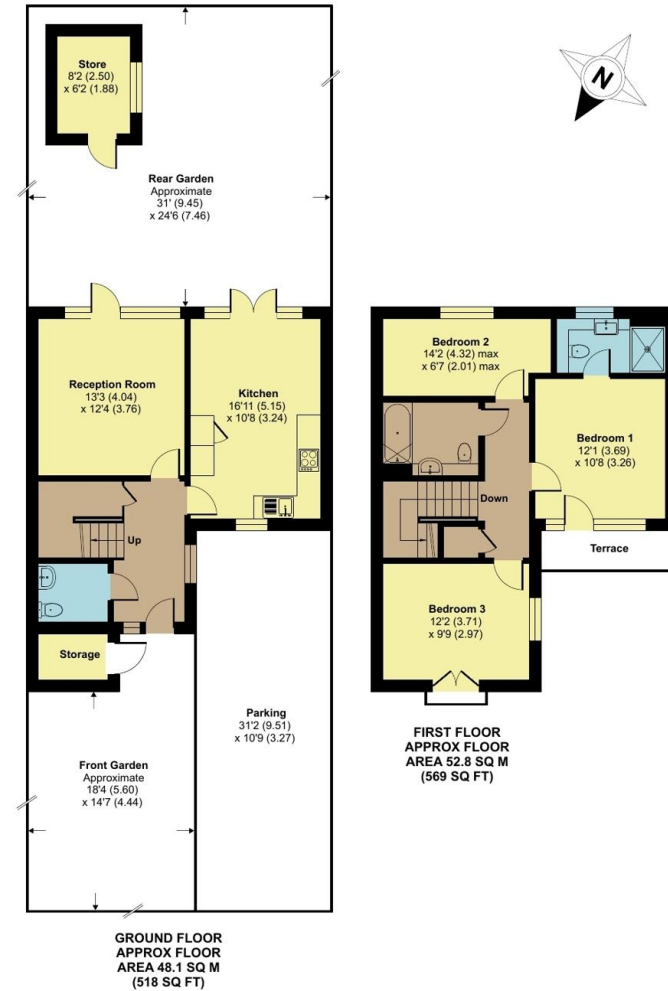 Store
8'2 (2.50)
x 6'2 (1.88)
N
Rear Garden
Approximate
31' (9.45)
x 24'6 (7.46)
Reception Room
13'3 (4.04)
x 12'4 (3.76)
Kitchen
16'11 (5.15)
x 10'8 (3.24)
Up
Storage
Front Garden
Approximate
18'4 (5.60)
x 14'7 (4.44)
Parking
31'2 (9.51)
x 10'9 (3.27)
GROUND FLOOR
APPROX FLOOR
AREA 48.1 SQ M
(518 SQ FT)
Bedroom 2
14'2 (4.32) max
x 6'7 (2.01) max
Bedroom 1
12'1 (3.69)
x 10'8 (3.26)
Down
Terrace
Bedroom 3
12'2 (3.71)
x 9'9 (2.97)
FIRST FLOOR
APPROX FLOOR
AREA 52.8 SQ M
(569 SQ FT)